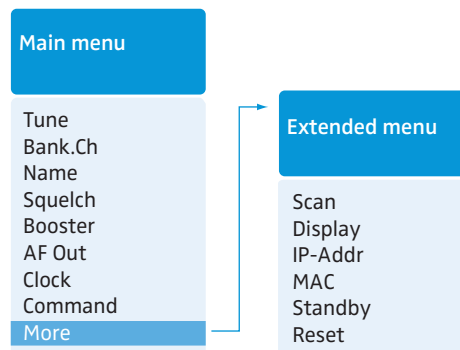 Main menu
Tune
Bank.Ch
Name
Squelch
Booster
AF Out
Clock
Command
More
Extended menu
Scan
Display
IP-Addr
MAC
Standby
Reset